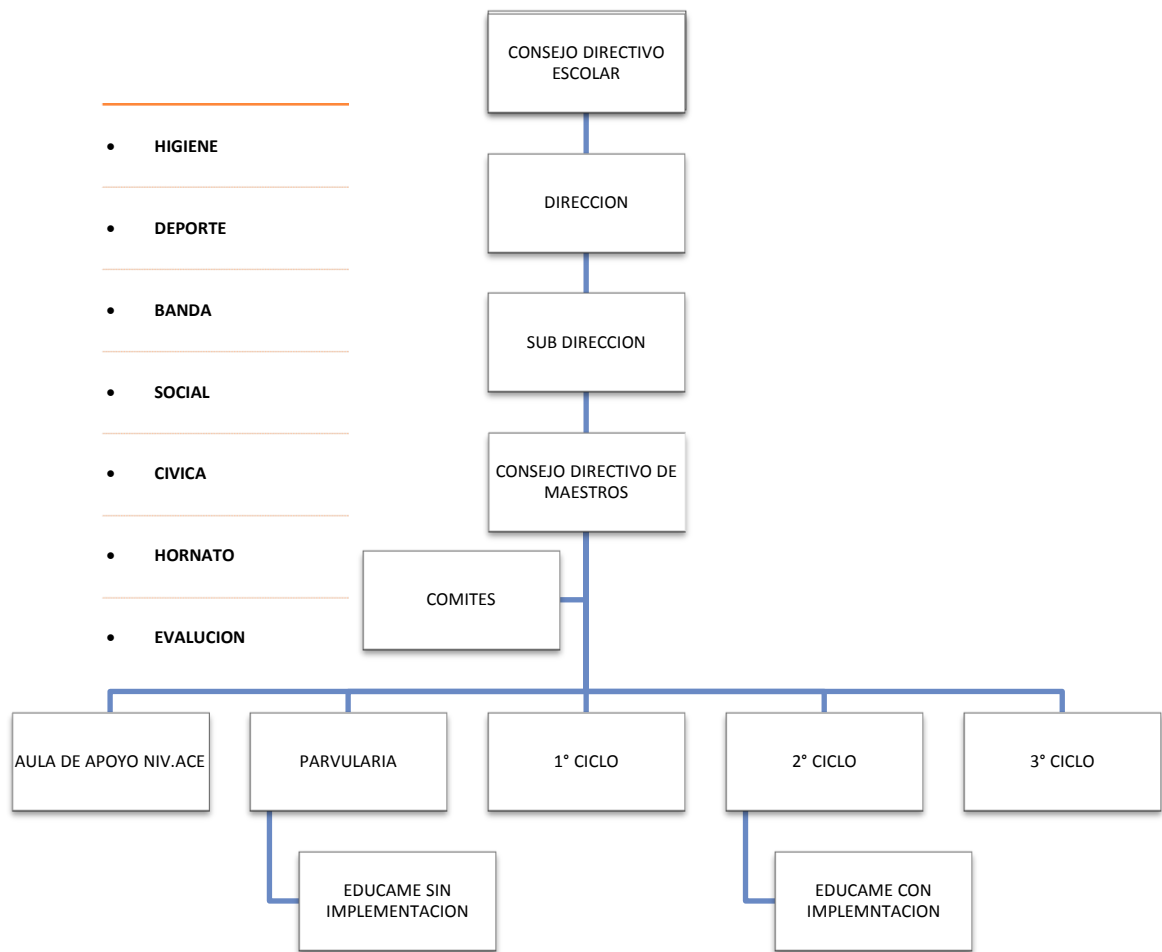 CONSEJO DIRECTIVO
ESCOLAR
• HIGIENE
DIRECCION
• DEPORTE
• BANDA
SUB DIRECCION
• SOCIAL
• CIVICA
CONSEJO DIRECTIVO DE
MAESTROS
• HORNATO
COMITES
• EVALUCION
AULA DE APOYO NIV.ACE
PARVULARIA
1° CICLO
2° CICLO
3° CICLO
EDUCAME SIN
IMPLEMENTACION
EDUCAME CON
IMPLEMNTACION